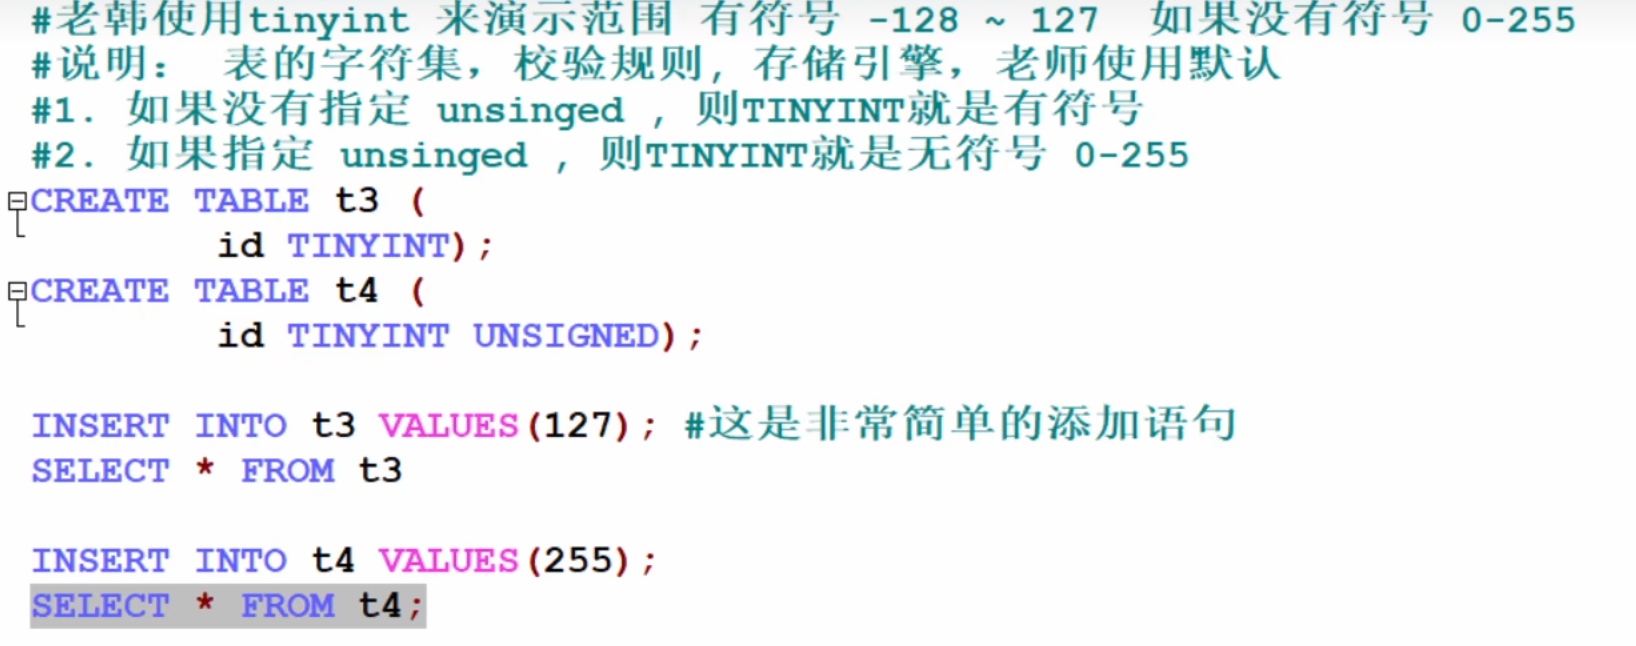 #老韩使用tinyint 来演示范围 有符号 -128 ~ 127 如果没有符号 0-255
#说明： 表的字符集，校验规则, 存储引擎，老师使用默认
#1. 如果没有指定 unsinged , 则TINYINT就是有符号
#2. 如果指定 unsinged , 则TINYINT就是无符号 0-255
CREATE TABLE t3 (
id TINYINT);
CREATE TABLE t4 (
id TINYINT UNSIGNED);
INSERT INTO t3 VALUES(127); #这是非常简单的添加语句
SELECT * FROM t3
INSERT INTO t4 VALUES(255);
SELECT * FROM t4;